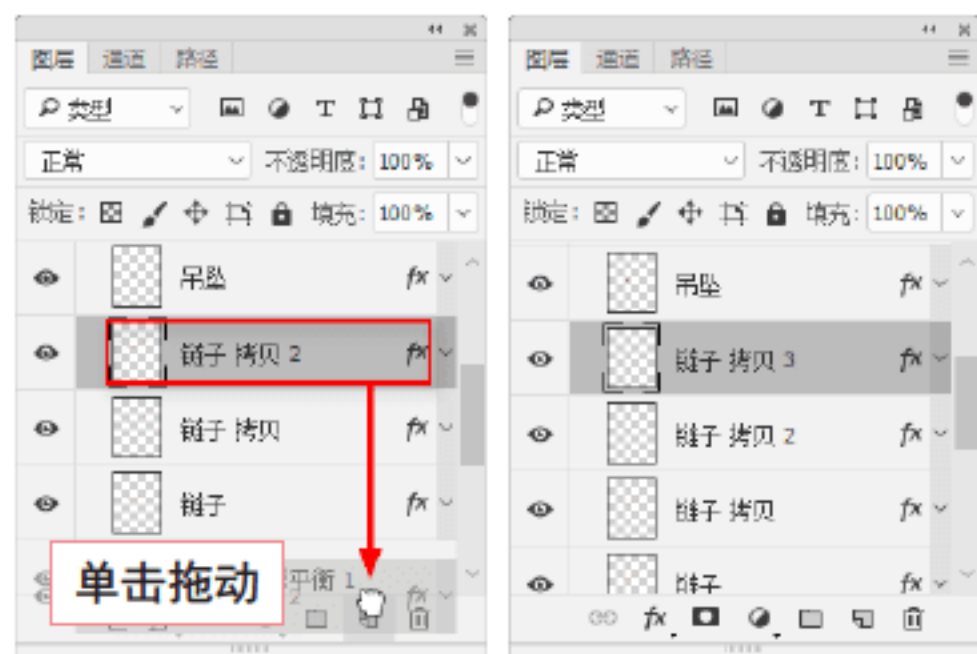 图层 通道 路径
类型
正常 不透明度: 100%
锁定: 填充: 100%
吊坠 fx
链子 拷贝 2 fx
链子 拷贝 fx
链子 fx
平衡 1
2 fx
单击拖动
图层 通道 路径
类型
正常 不透明度: 100%
锁定: 填充: 100%
吊坠 fx
链子 拷贝 3 fx
链子 拷贝 2 fx
链子 拷贝 fx
链子 fx
fx